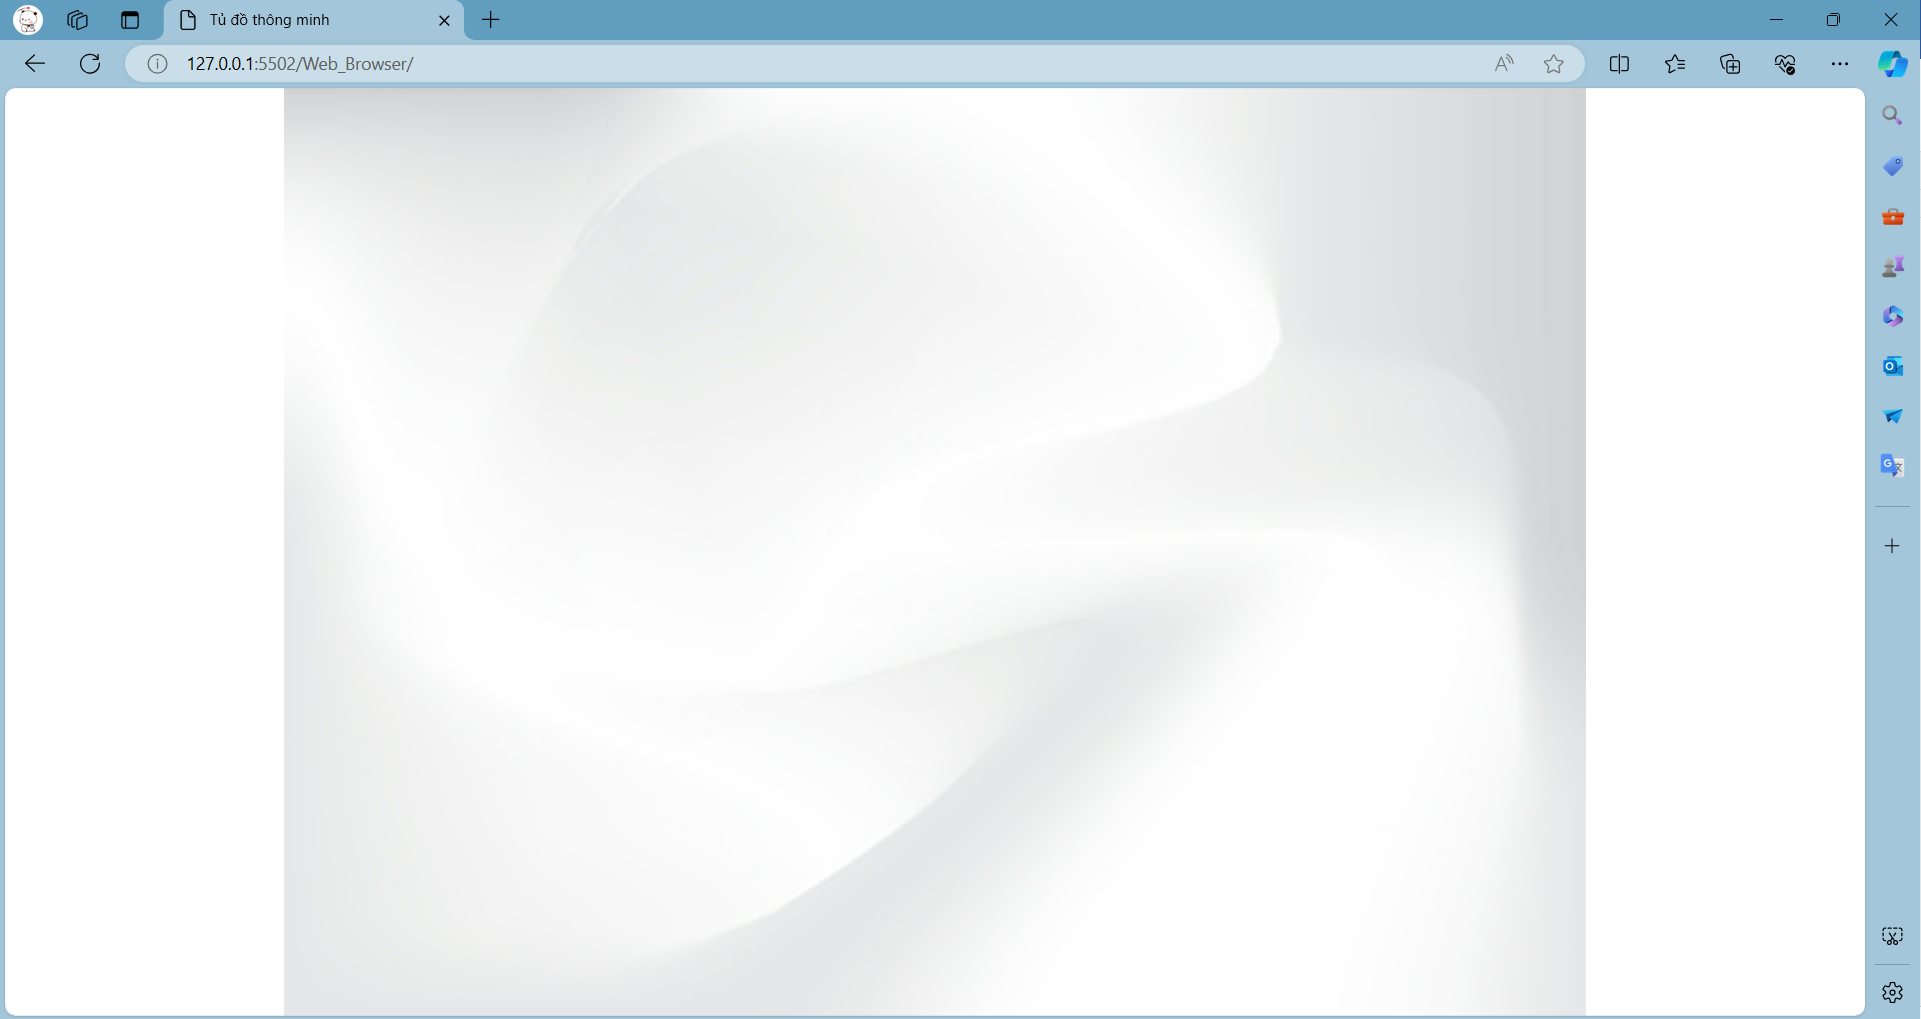 Tủ đồ thông minh
127.0.0.1:5502/Web_Browser/